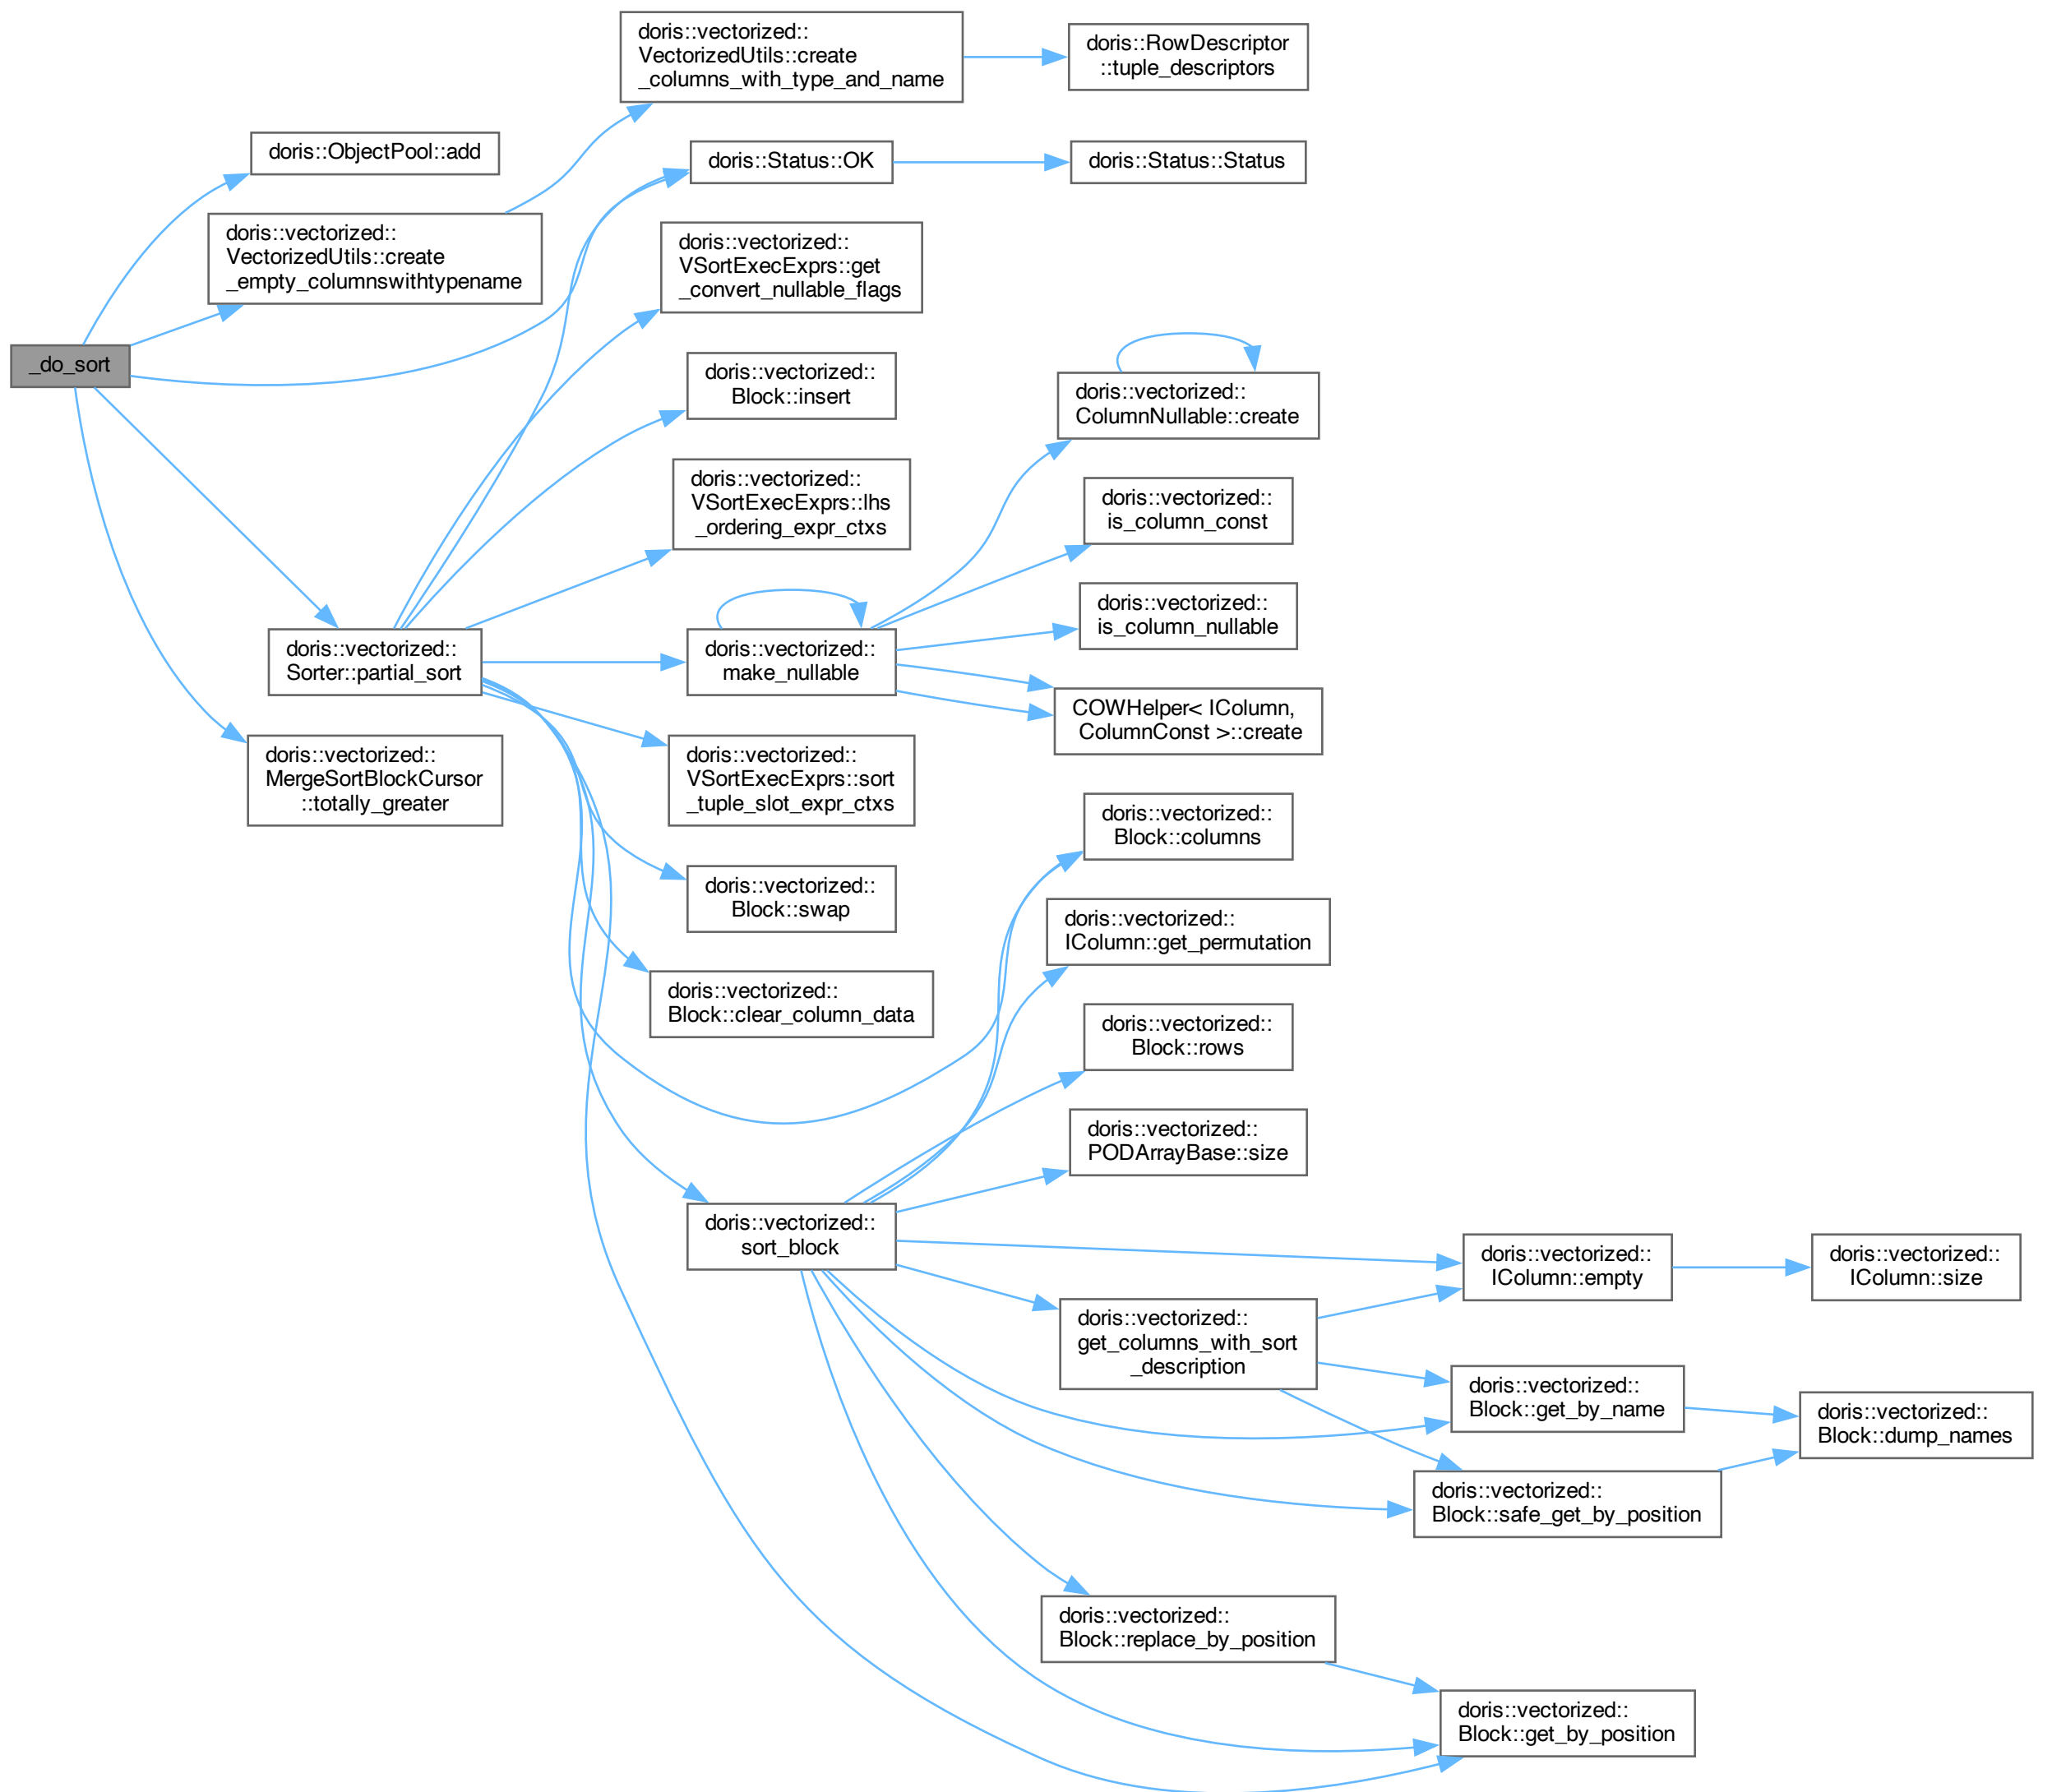 _do_sort
doris::ObjectPool::add
doris::vectorized::
VectorizedUtils::create
_empty_columnswithtypename
doris::vectorized::
VectorizedUtils::create
_columns_with_type_and_name
doris::RowDescriptor
::tuple_descriptors
doris::Status::OK
doris::Status::Status
doris::vectorized::
Sorter::partial_sort
doris::vectorized::
MergeSortBlockCursor
::totally_greater
doris::vectorized::
VSortExecExprs::get
_convert_nullable_flags
doris::vectorized::
Block::insert
doris::vectorized::
VSortExecExprs::lhs
_ordering_expr_ctxs
doris::vectorized::
make_nullable
doris::vectorized::
VSortExecExprs::sort
_tuple_slot_expr_ctxs
doris::vectorized::
Block::swap
doris::vectorized::
Block::clear_column_data
doris::vectorized::
sort_block
doris::vectorized::
ColumnNullable::create
doris::vectorized::
is_column_const
doris::vectorized::
is_column_nullable
COWHelper< IColumn,
ColumnConst >::create
doris::vectorized::
Block::columns
doris::vectorized::
IColumn::get_permutation
doris::vectorized::
Block::rows
doris::vectorized::
PODArrayBase::size
doris::vectorized::
get_columns_with_sort
_description
doris::vectorized::
Block::replace_by_position
doris::vectorized::
IColumn::empty
doris::vectorized::
IColumn::size
doris::vectorized::
Block::get_by_name
doris::vectorized::
Block::safe_get_by_position
doris::vectorized::
Block::dump_names
doris::vectorized::
Block::get_by_position